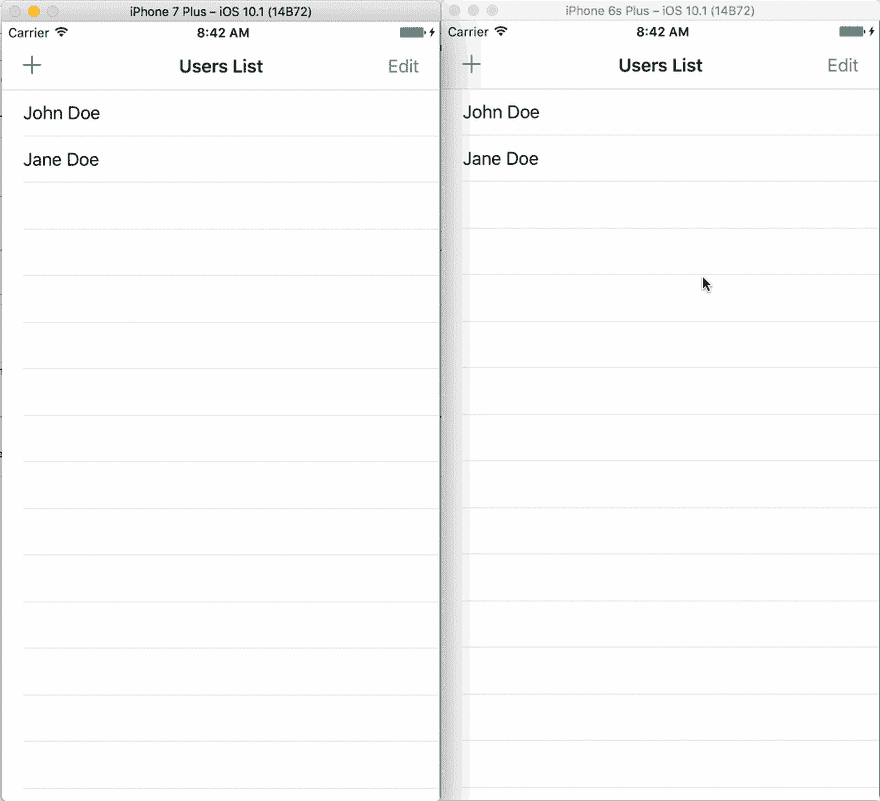 iPhone 7 Plus – iOS 10.1 (14B72)
Carrier 8:42 AM
+ Users List Edit
John Doe
Jane Doe
iPhone 6s Plus – iOS 10.1 (14B72)
Carrier 8:42 AM
+ Users List Edit
John Doe
Jane Doe